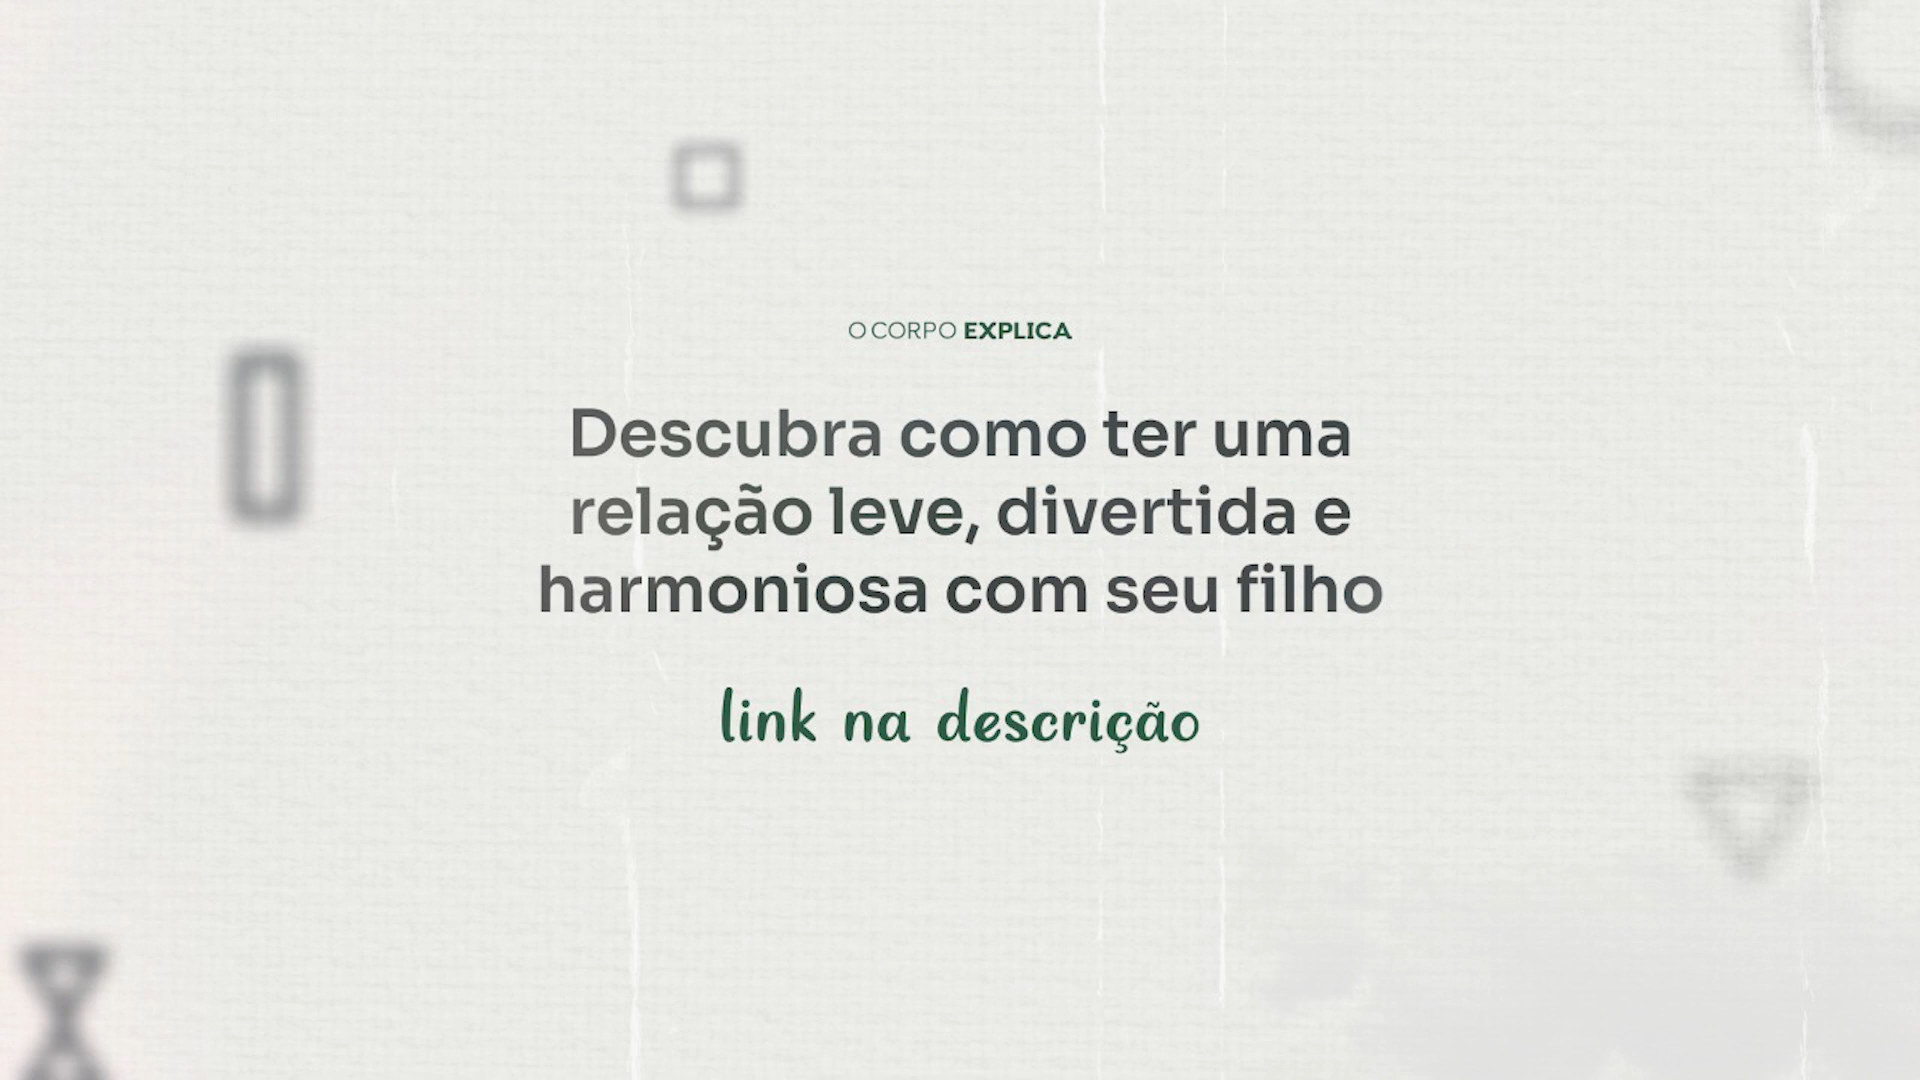 O CORPO EXPLICA
Descubra como ter uma
relação leve, divertida e
harmoniosa com seu filho
link na descrição